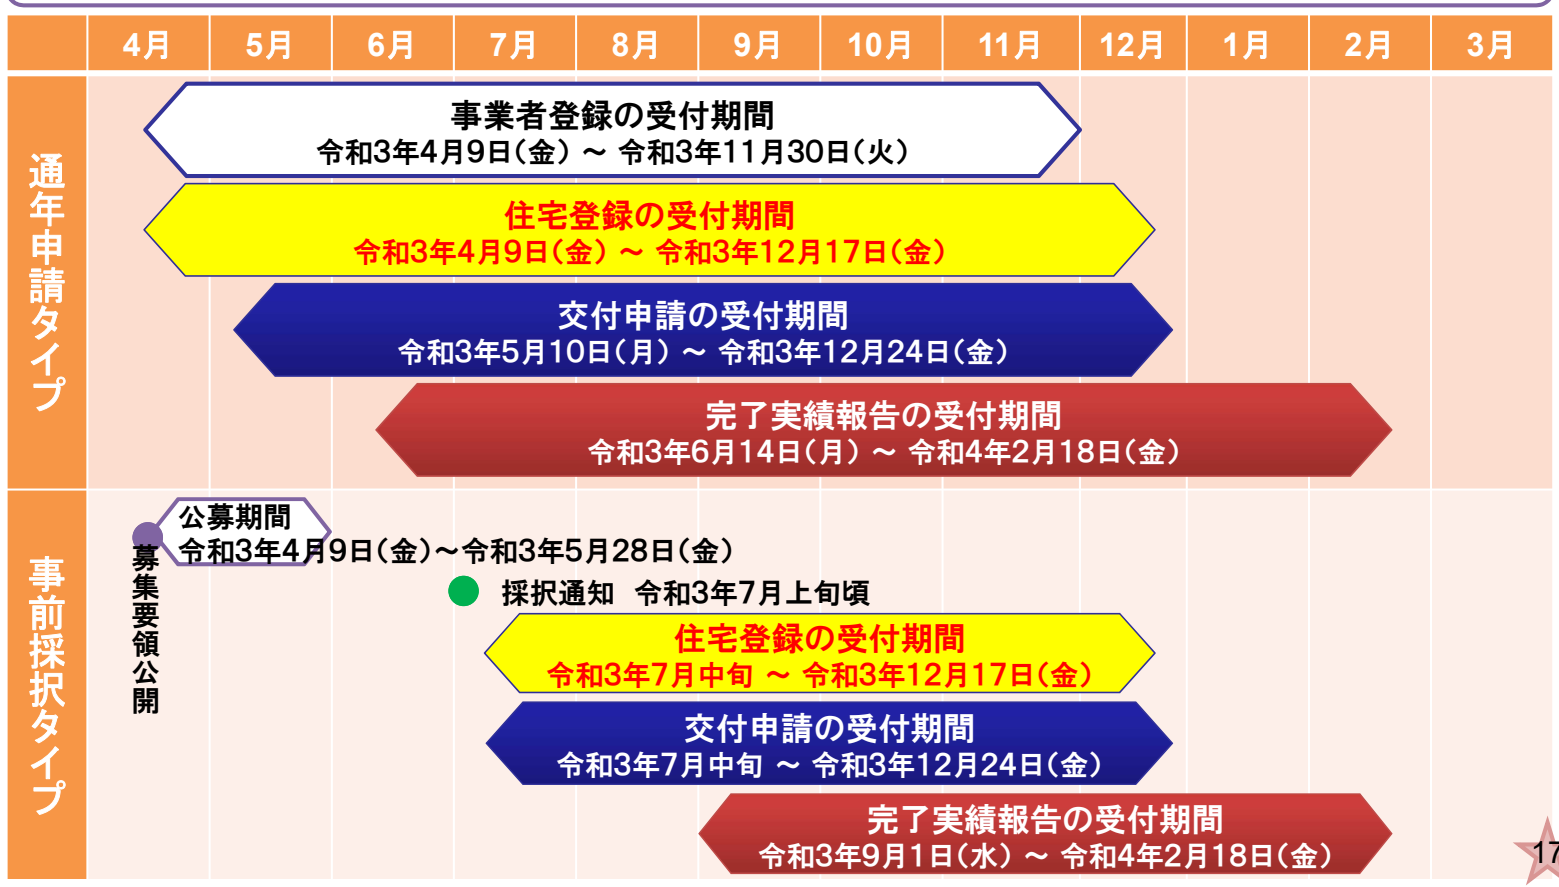 4月 5月 6月 7月 8月 9月 10月 11月 12月 1月 2月 3月
通年申請タイプ
事業者登録の受付期間
令和3年4月9日(金) ～ 令和3年11月30日(火)
住宅登録の受付期間
令和3年4月9日(金) ～ 令和3年12月17日(金)
交付申請の受付期間
令和3年5月10日(月) ～ 令和3年12月24日(金)
完了実績報告の受付期間
令和3年6月14日(月) ～ 令和4年2月18日(金)
事前採択タイプ
募集要領公開
公募期間
令和3年4月9日(金)～令和3年5月28日(金)
採択通知 令和3年7月上旬頃
住宅登録の受付期間
令和3年7月中旬 ～ 令和3年12月17日(金)
交付申請の受付期間
令和3年7月中旬 ～ 令和3年12月24日(金)
完了実績報告の受付期間
令和3年9月1日(水) ～ 令和4年2月18日(金)
17